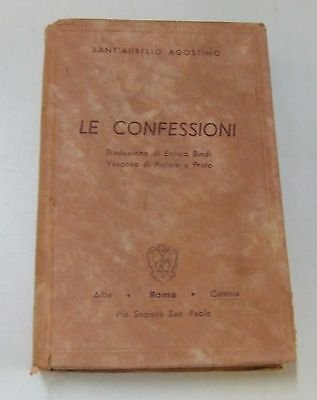 SANT'AURELIO AGOSTINO
LE CONFESSIONI
Traduzione di Enrico Bindi
Vescovo di Pistoia e Prato
Alba • Roma • Catania
Pia Società San Paolo